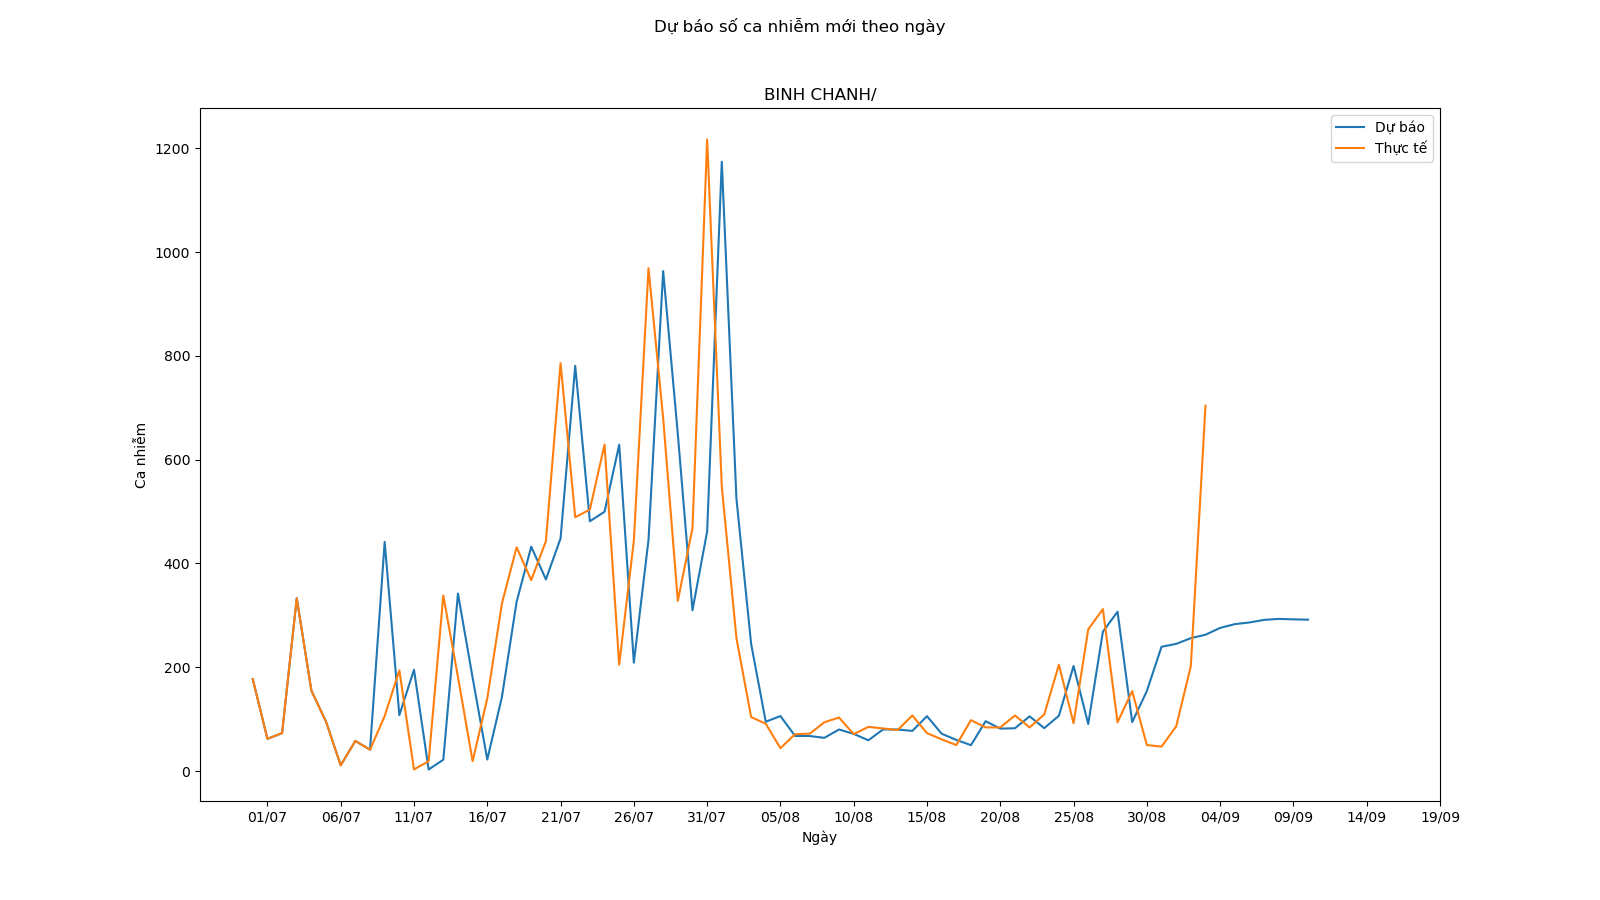 Dự báo số ca nhiễm mới theo ngày
BINH CHANH/
Dự báo
Thực tế
1200
1000
800
600
400
200
0
Ca nhiễm
01/07 06/07 11/07 16/07 21/07 26/07 31/07 05/08 10/08 15/08 20/08 25/08 30/08 04/09 09/09 14/09 19/09
Ngày